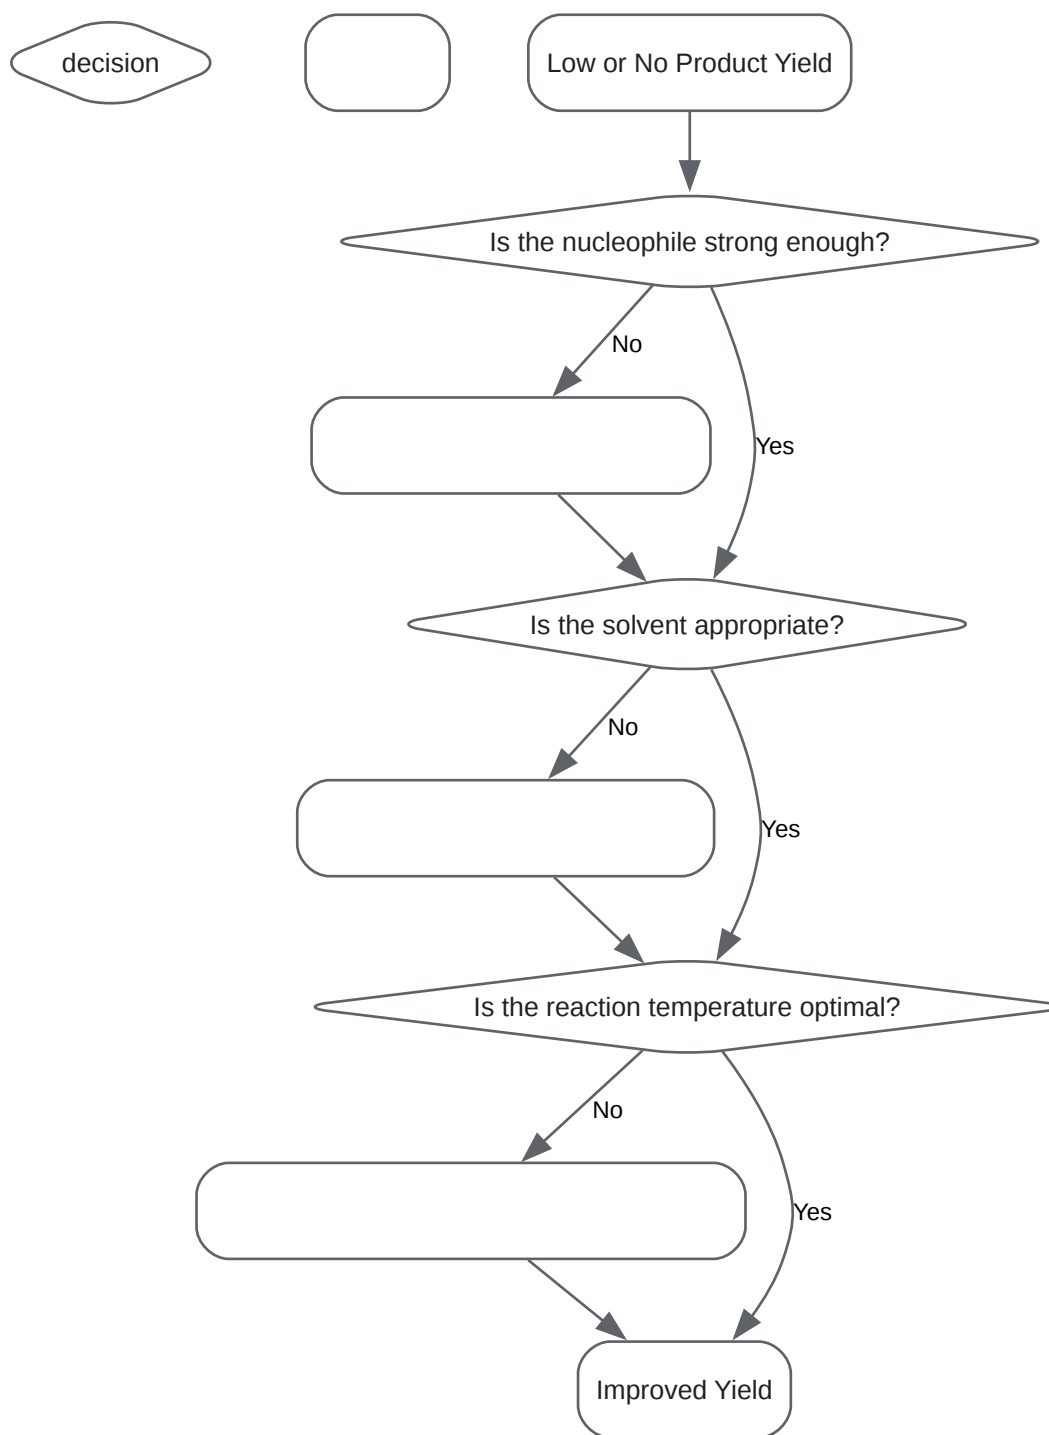 decision
Low or No Product Yield
Is the nucleophile strong enough?
No
Yes
Is the solvent appropriate?
No
Yes
Is the reaction temperature optimal?
No
Yes
Improved Yield